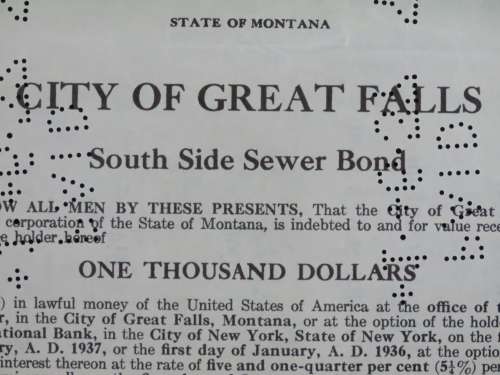 STATE OF MONTANA
CITY OF GREAT FALLS
South Side Sewer Bond
OW ALL MEN BY THESE PRESENTS, That the City of Great
corporation of the State of Montana, is indebted to and for value rece
e holder hereof
ONE THOUSAND DOLLARS
) in lawful money of the United States of America at the office of t
r, in the City of Great Falls, Montana, or at the option of the hold
ational Bank, in the City of New York, State of New York, on the f
ry, A. D. 1937, or the first day of January, A. D. 1936, at the option
interest thereon at the rate of five and one-quarter per cent (5¼%) pe